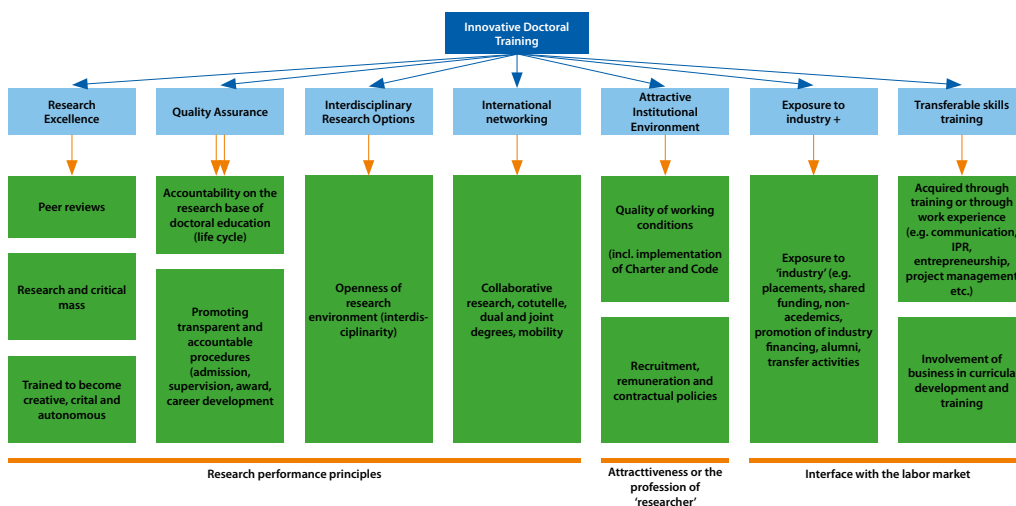 Innovative Doctoral
Training
Research
Excellence
Quality Assurance
Interdisciplinary
Research Options
International
networking
Attractive
Institutional
Environment
Exposure to
industry +
Transferable skills
training
Peer reviews
Research and critical
mass
Trained to become
creative, crital and
autonomous
Accountability on the
research base of
doctoral education
(life cycle)
Promoting
transparent and
accountable
procedures
(admission,
supervision, award,
career development
Openness of
research
environment (interdis-
ciplinarity)
Collaborative
research, cotutelle,
dual and joint
degrees, mobility
Quality of working
conditions
(incl. implementation
of Charter and Code
Recruitment,
remuneration and
contractual policies
Exposure to
‘industry’ (e.g.
placements, shared
funding, non-
acedemics,
promotion of industry
financing, alumni,
transfer activities
Acquired through
training or through
work experience
(e.g. communication,
IPR,
entrepreneurship,
project management
etc.)
Involvement of
business in curricula
development and
training
Research performance principles
Attracttiveness or the
profession of
‘researcher’
Interface with the labor market